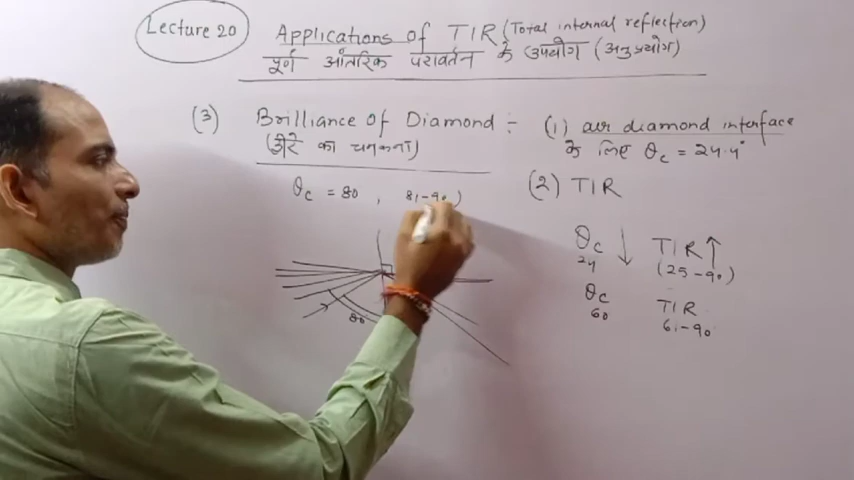 Lecture 20
Applications of TIR (Total internal reflection)
पूर्ण आंतरिक परावर्तन के उपयोग (अनुप्रयोग)
(3) Brilliance of Diamond :-
(हीरे का चमकना)
(1) air diamond interface
के लिए θc = 24.4°
(2) TIR
θc = 80 , 81-90)
θc ↓ TIR ↑
24 (25-90)
θc TIR
60 61-90
80